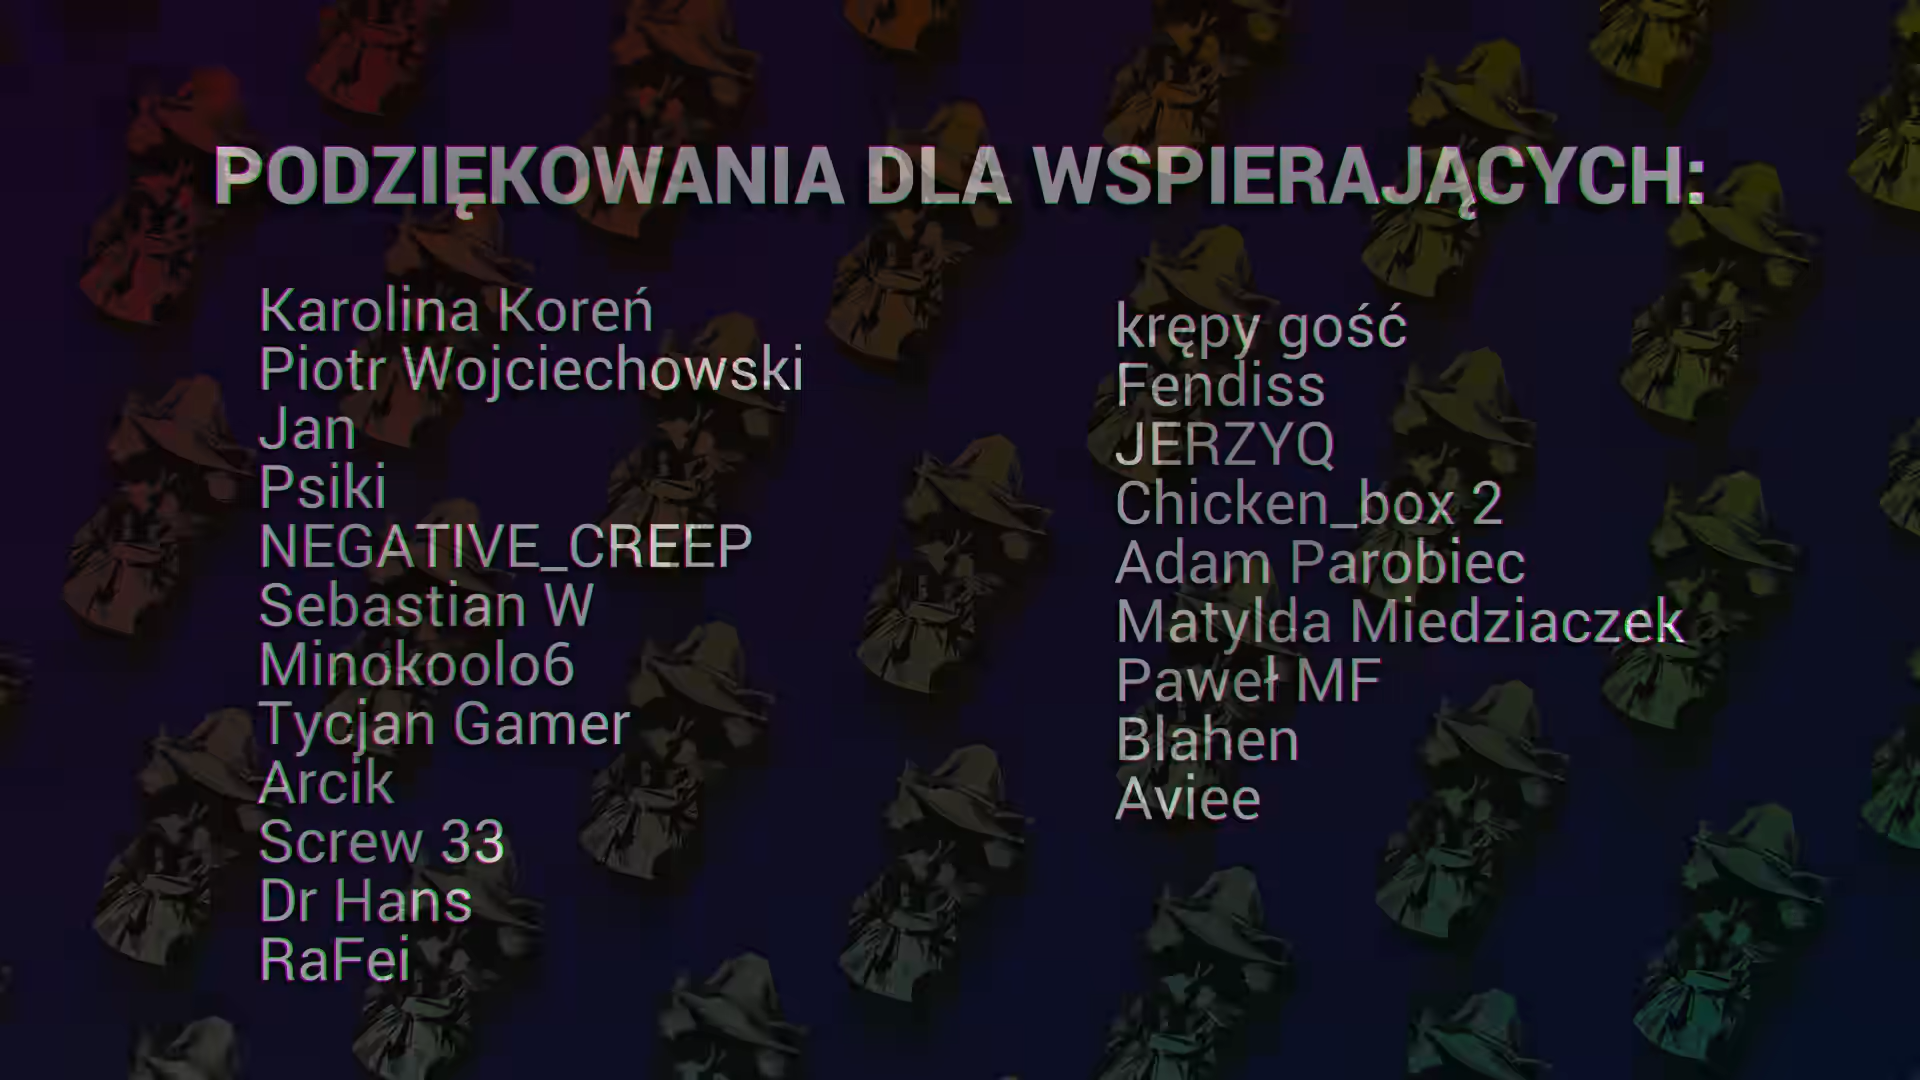 PODZIĘKOWANIA DLA WSPIERAJĄCYCH:
Karolina Koreń
Piotr Wojciechowski
Jan
Psiki
NEGATIVE_CREEP
Sebastian W
Minokoolo6
Tycjan Gamer
Arcik
Screw 33
Dr Hans
RaFei
krępy gość
Fendiss
JERZYQ
Chicken_box 2
Adam Parobiec
Matylda Miedziaczek
Paweł MF
Blahen
Aviee